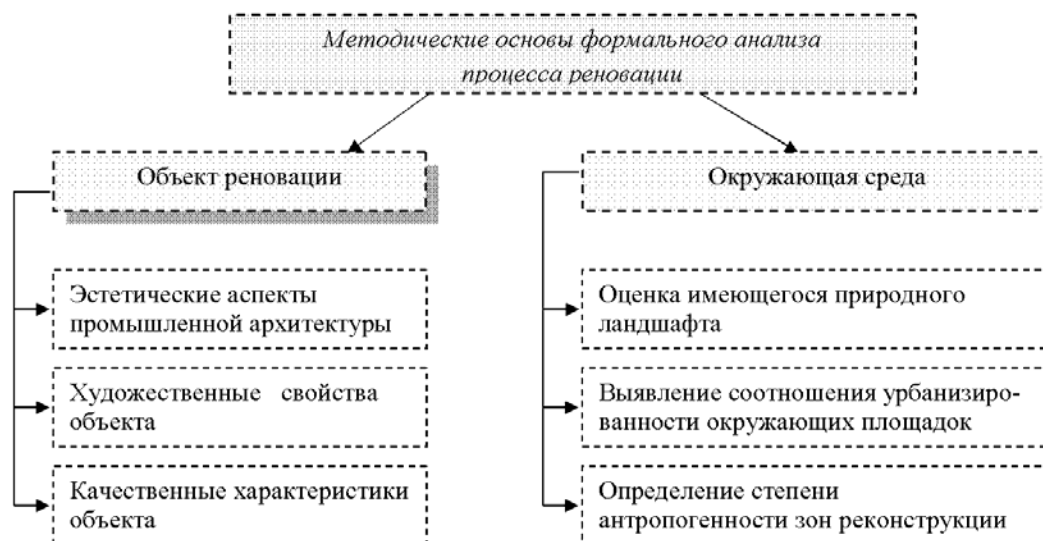 Методические основы формального анализа
процесса реновации
Объект реновации
Эстетические аспекты
промышленной архитектуры
Художественные свойства
объекта
Качественные характеристики
объекта
Окружающая среда
Оценка имеющегося природного
ландшафта
Выявление соотношения урбанизиро-
ванности окружающих площадок
Определение степени
антропогенности зон реконструкции